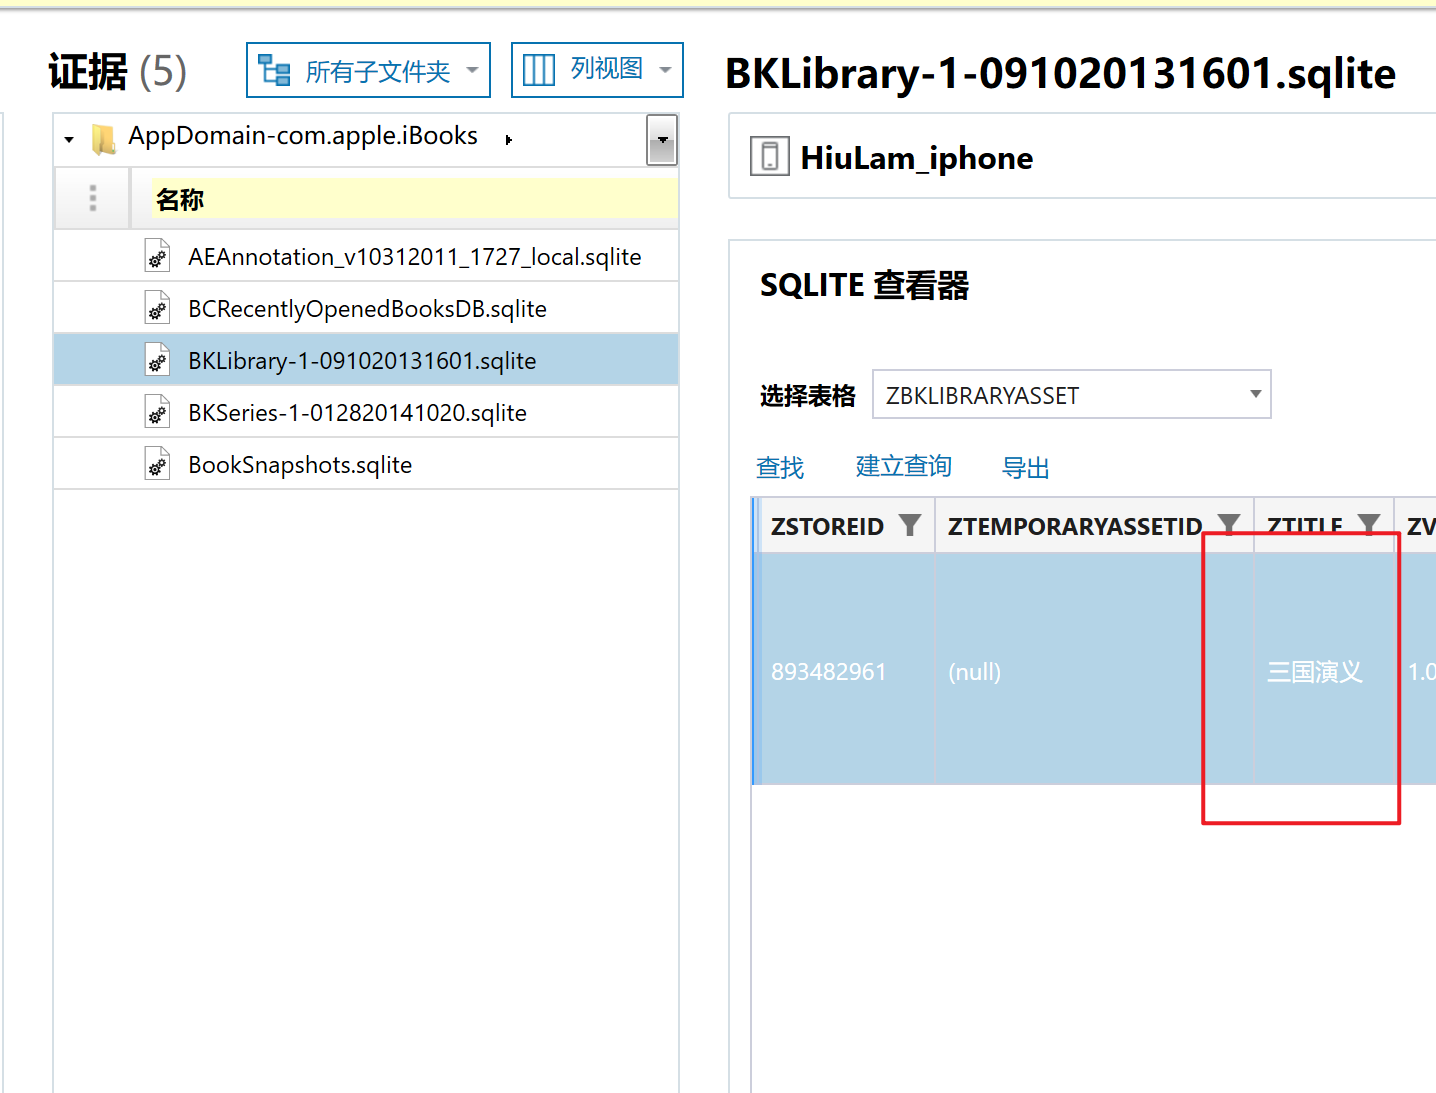 证据 (5)
所有子文件夹
列视图
AppDomain-com.apple.iBooks
名称
AEAnnotation_v10312011_1727_local.sqlite
BCRecentlyOpenedBooksDB.sqlite
BKLibrary-1-091020131601.sqlite
BKSeries-1-012820141020.sqlite
BookSnapshots.sqlite
BKLibrary-1-091020131601.sqlite
HiuLam_iphone
SQLITE 查看器
选择表格 ZBKLIBRARYASSET
查找 建立查询 导出
ZSTOREID ZTEMPORARYASSETID ZTITLE ZV
893482961 (null) 三国演义 1.0